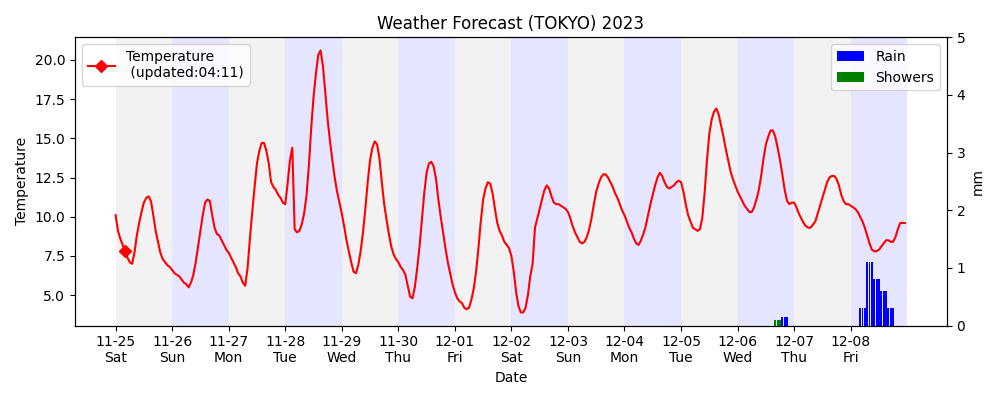 Weather Forecast (TOKYO) 2023
Temperature
(updated:04:11)
Rain
Showers
Temperature
20.0
17.5
15.0
12.5
10.0
7.5
5.0
5
4
3
2
1
0
mm
11-25 11-26 11-27 11-28 11-29 11-30 12-01 12-02 12-03 12-04 12-05 12-06 12-07 12-08
Sat Sun Mon Tue Wed Thu Fri Sat Sun Mon Tue Wed Thu Fri
Date